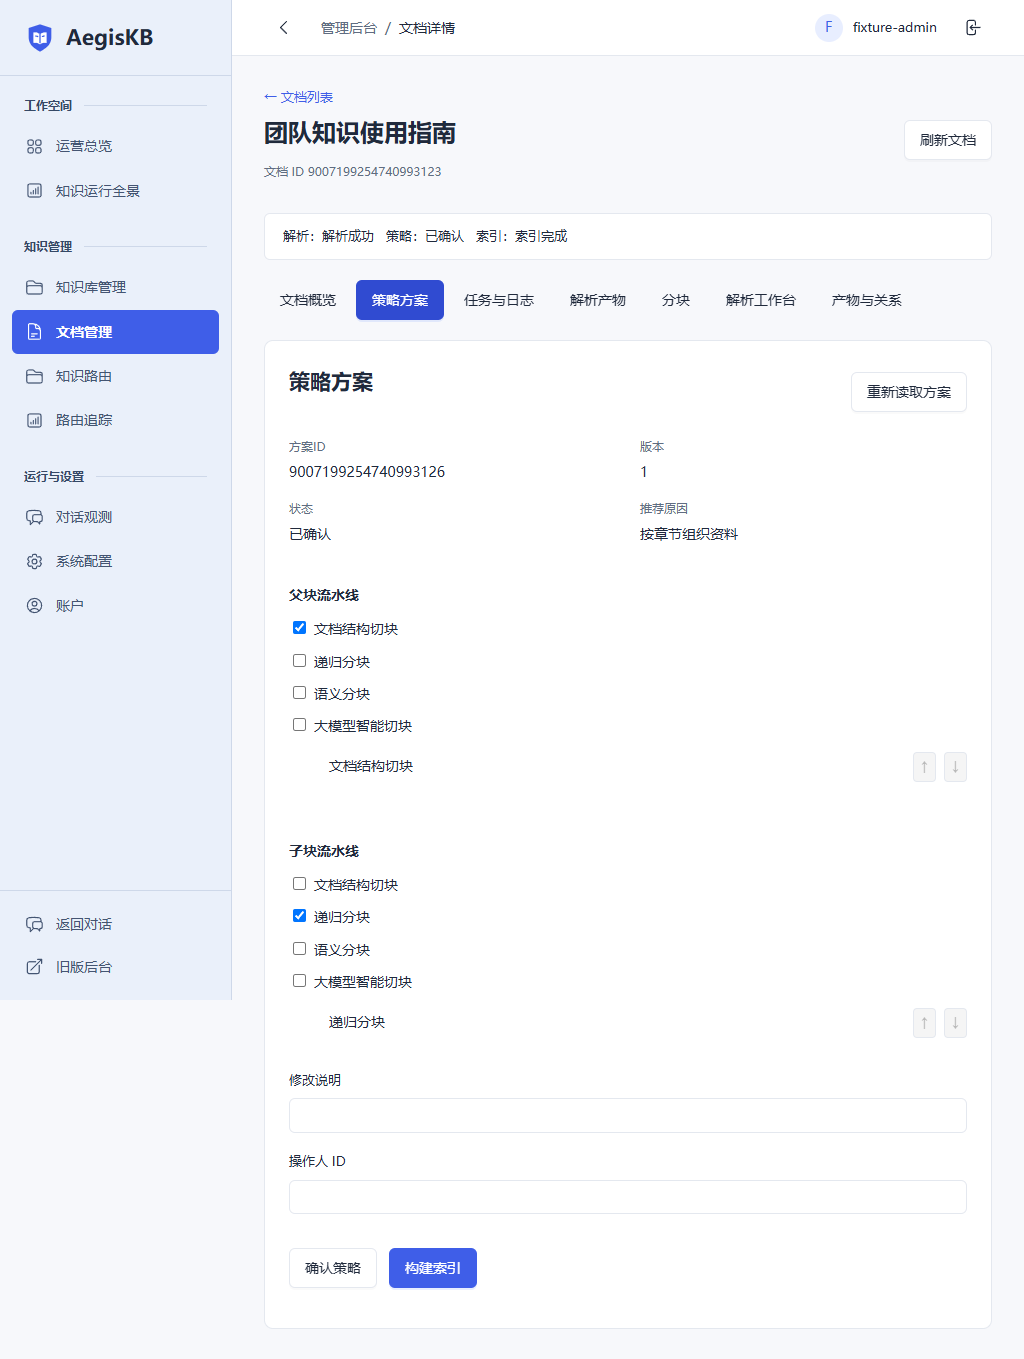 AegisKB
工作空间
运营总览
知识运行全景
知识管理
知识库管理
文档管理
知识路由
路由追踪
运行与设置
对话观测
系统配置
账户
返回对话
旧版后台
管理后台 / 文档详情
F fixture-admin
← 文档列表
团队知识使用指南
刷新文档
文档 ID 9007199254740993123
解析：解析成功 策略：已确认 索引：索引完成
文档概览 策略方案 任务与日志 解析产物 分块 解析工作台 产物与关系
策略方案
重新读取方案
方案ID
9007199254740993126
版本
1
状态
已确认
推荐原因
按章节组织资料
父块流水线
文档结构切块
递归分块
语义分块
大模型智能切块
文档结构切块 ↑ ↓
子块流水线
文档结构切块
递归分块
语义分块
大模型智能切块
递归分块 ↑ ↓
修改说明
操作人 ID
确认策略 构建索引